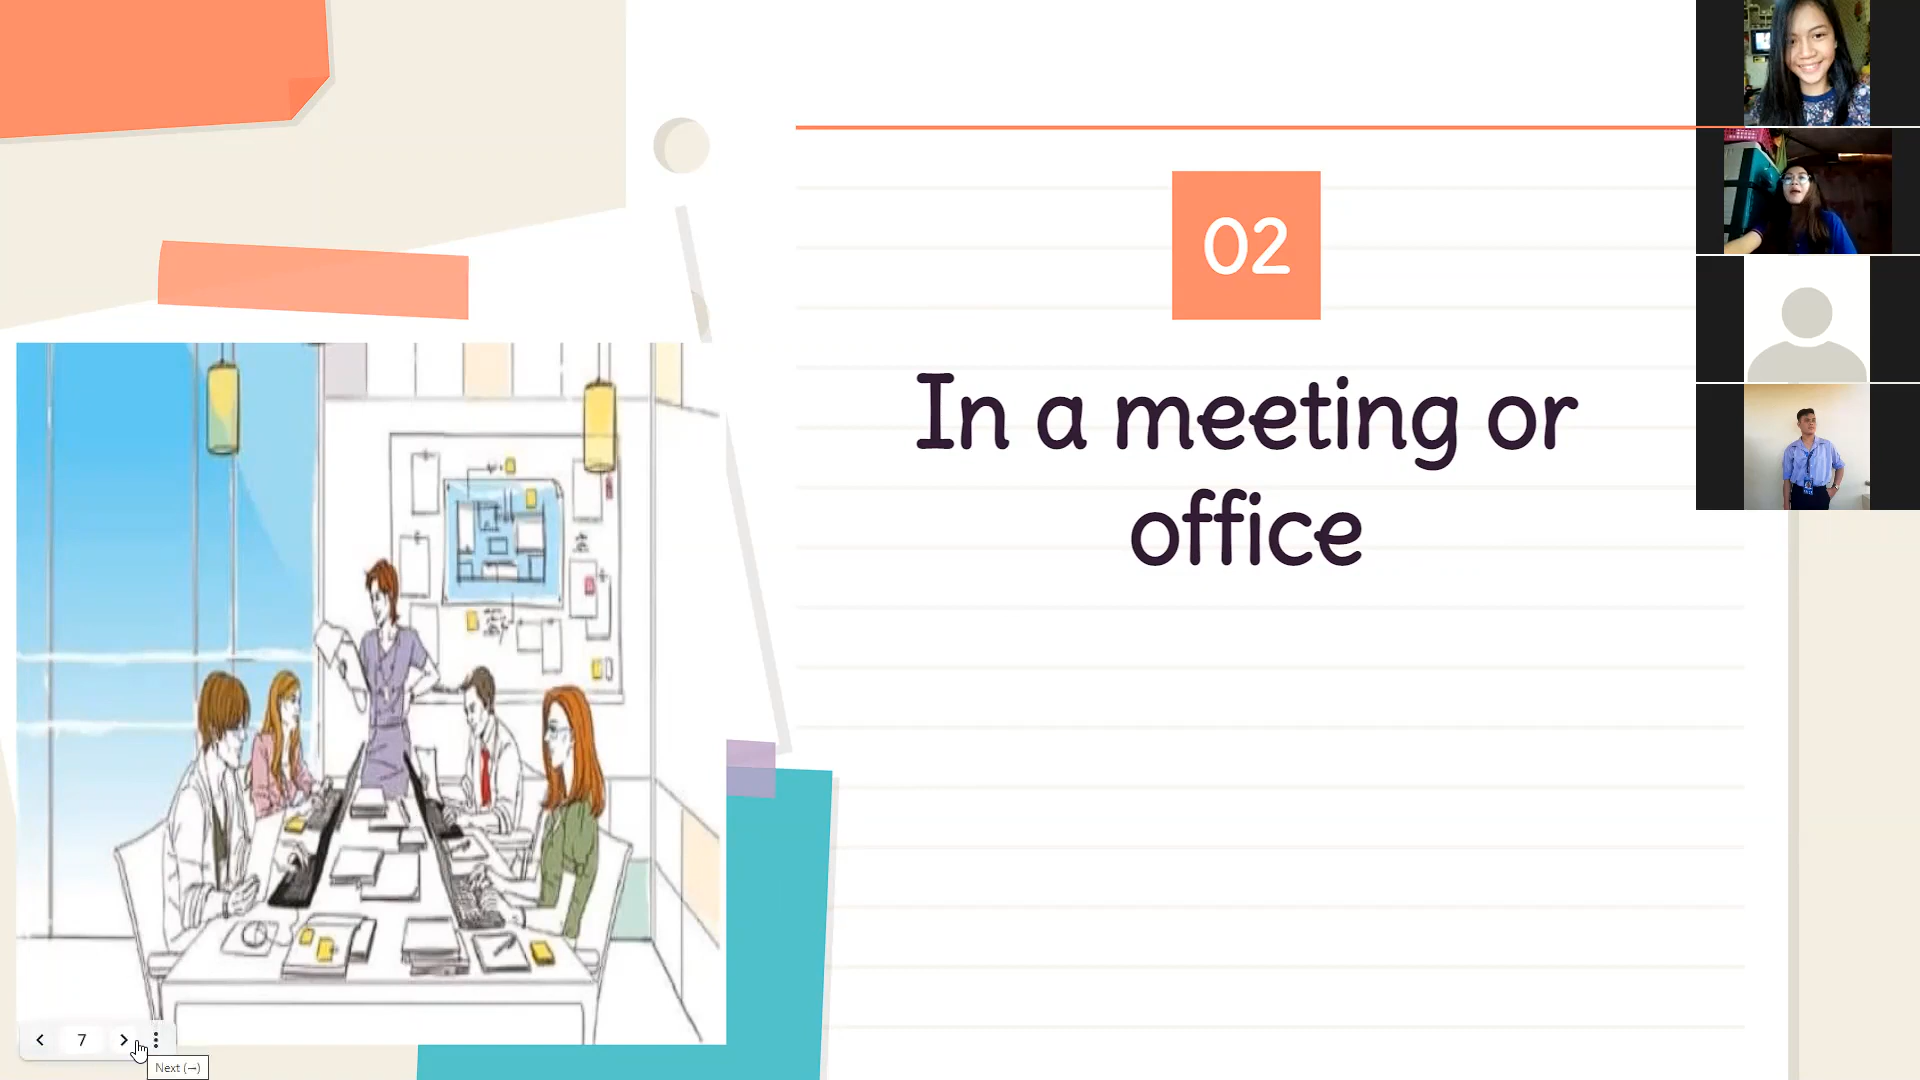 02
In a meeting or
office
7
Next (→)